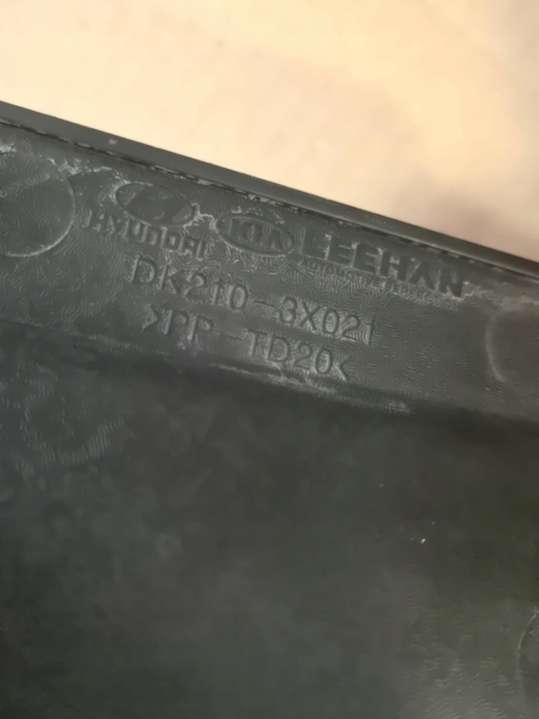 HYUNDAI KIA LEEHAN
DK210-3X021
>PP-TD20<